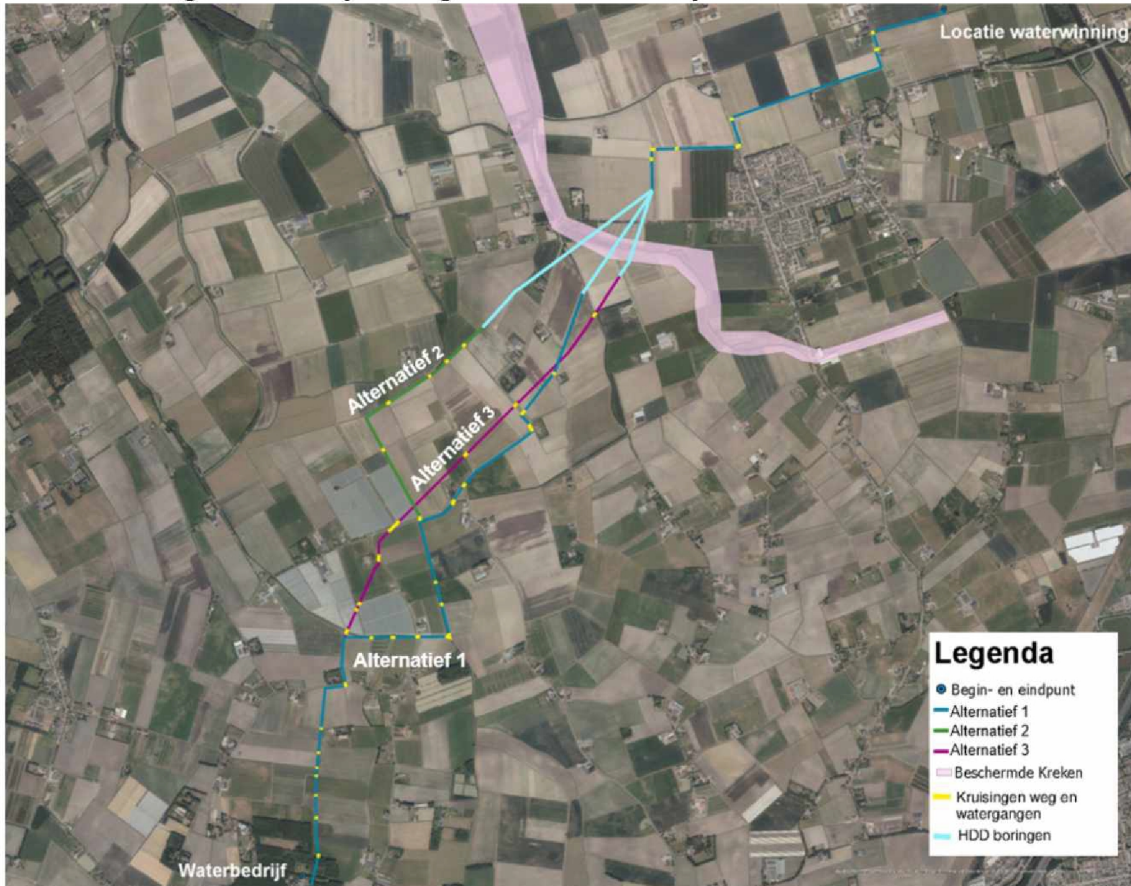 Locatie waterwinning
Alternatief 2
Alternatief 3
Alternatief 1
Waterbedrijf
Legenda
Begin- en eindpunt
Alternatief 1
Alternatief 2
Alternatief 3
Beschermde Kreken
Kruisingen weg en
watergangen
HDD boringen